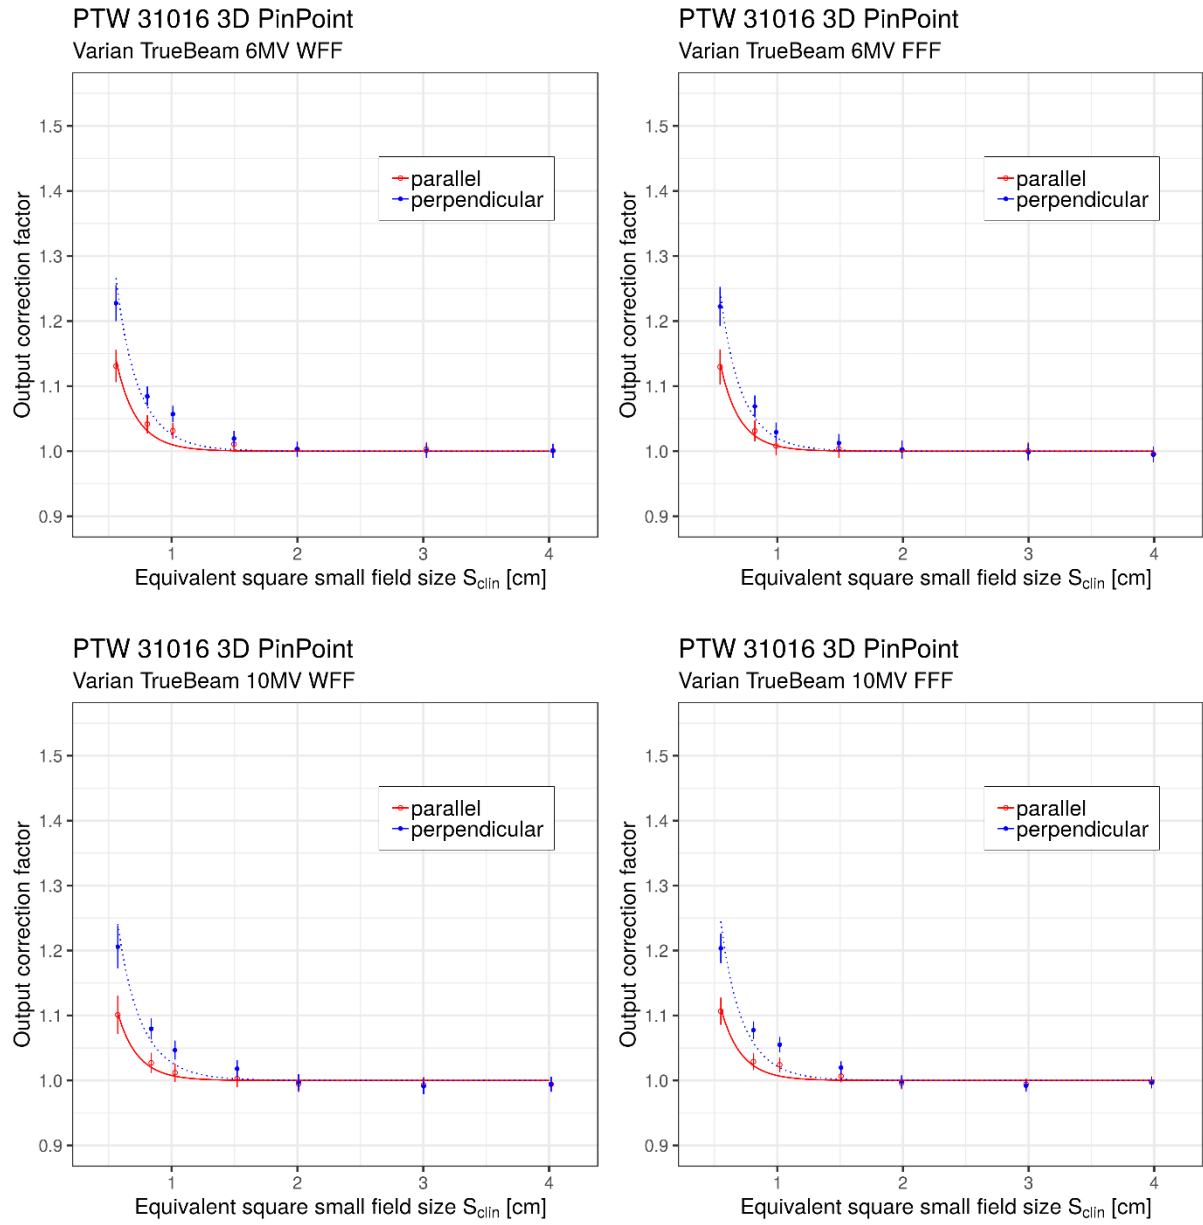 PTW 31016 3D PinPoint
Varian TrueBeam 6MV WFF
Output correction factor
1.5
1.4
1.3
1.2
1.1
1.0
0.9
parallel
perpendicular
1 2 3 4
Equivalent square small field size Sclin [cm]
PTW 31016 3D PinPoint
Varian TrueBeam 6MV FFF
Output correction factor
1.5
1.4
1.3
1.2
1.1
1.0
0.9
parallel
perpendicular
1 2 3 4
Equivalent square small field size Sclin [cm]
PTW 31016 3D PinPoint
Varian TrueBeam 10MV WFF
Output correction factor
1.5
1.4
1.3
1.2
1.1
1.0
0.9
parallel
perpendicular
1 2 3 4
Equivalent square small field size Sclin [cm]
PTW 31016 3D PinPoint
Varian TrueBeam 10MV FFF
Output correction factor
1.5
1.4
1.3
1.2
1.1
1.0
0.9
parallel
perpendicular
1 2 3 4
Equivalent square small field size Sclin [cm]